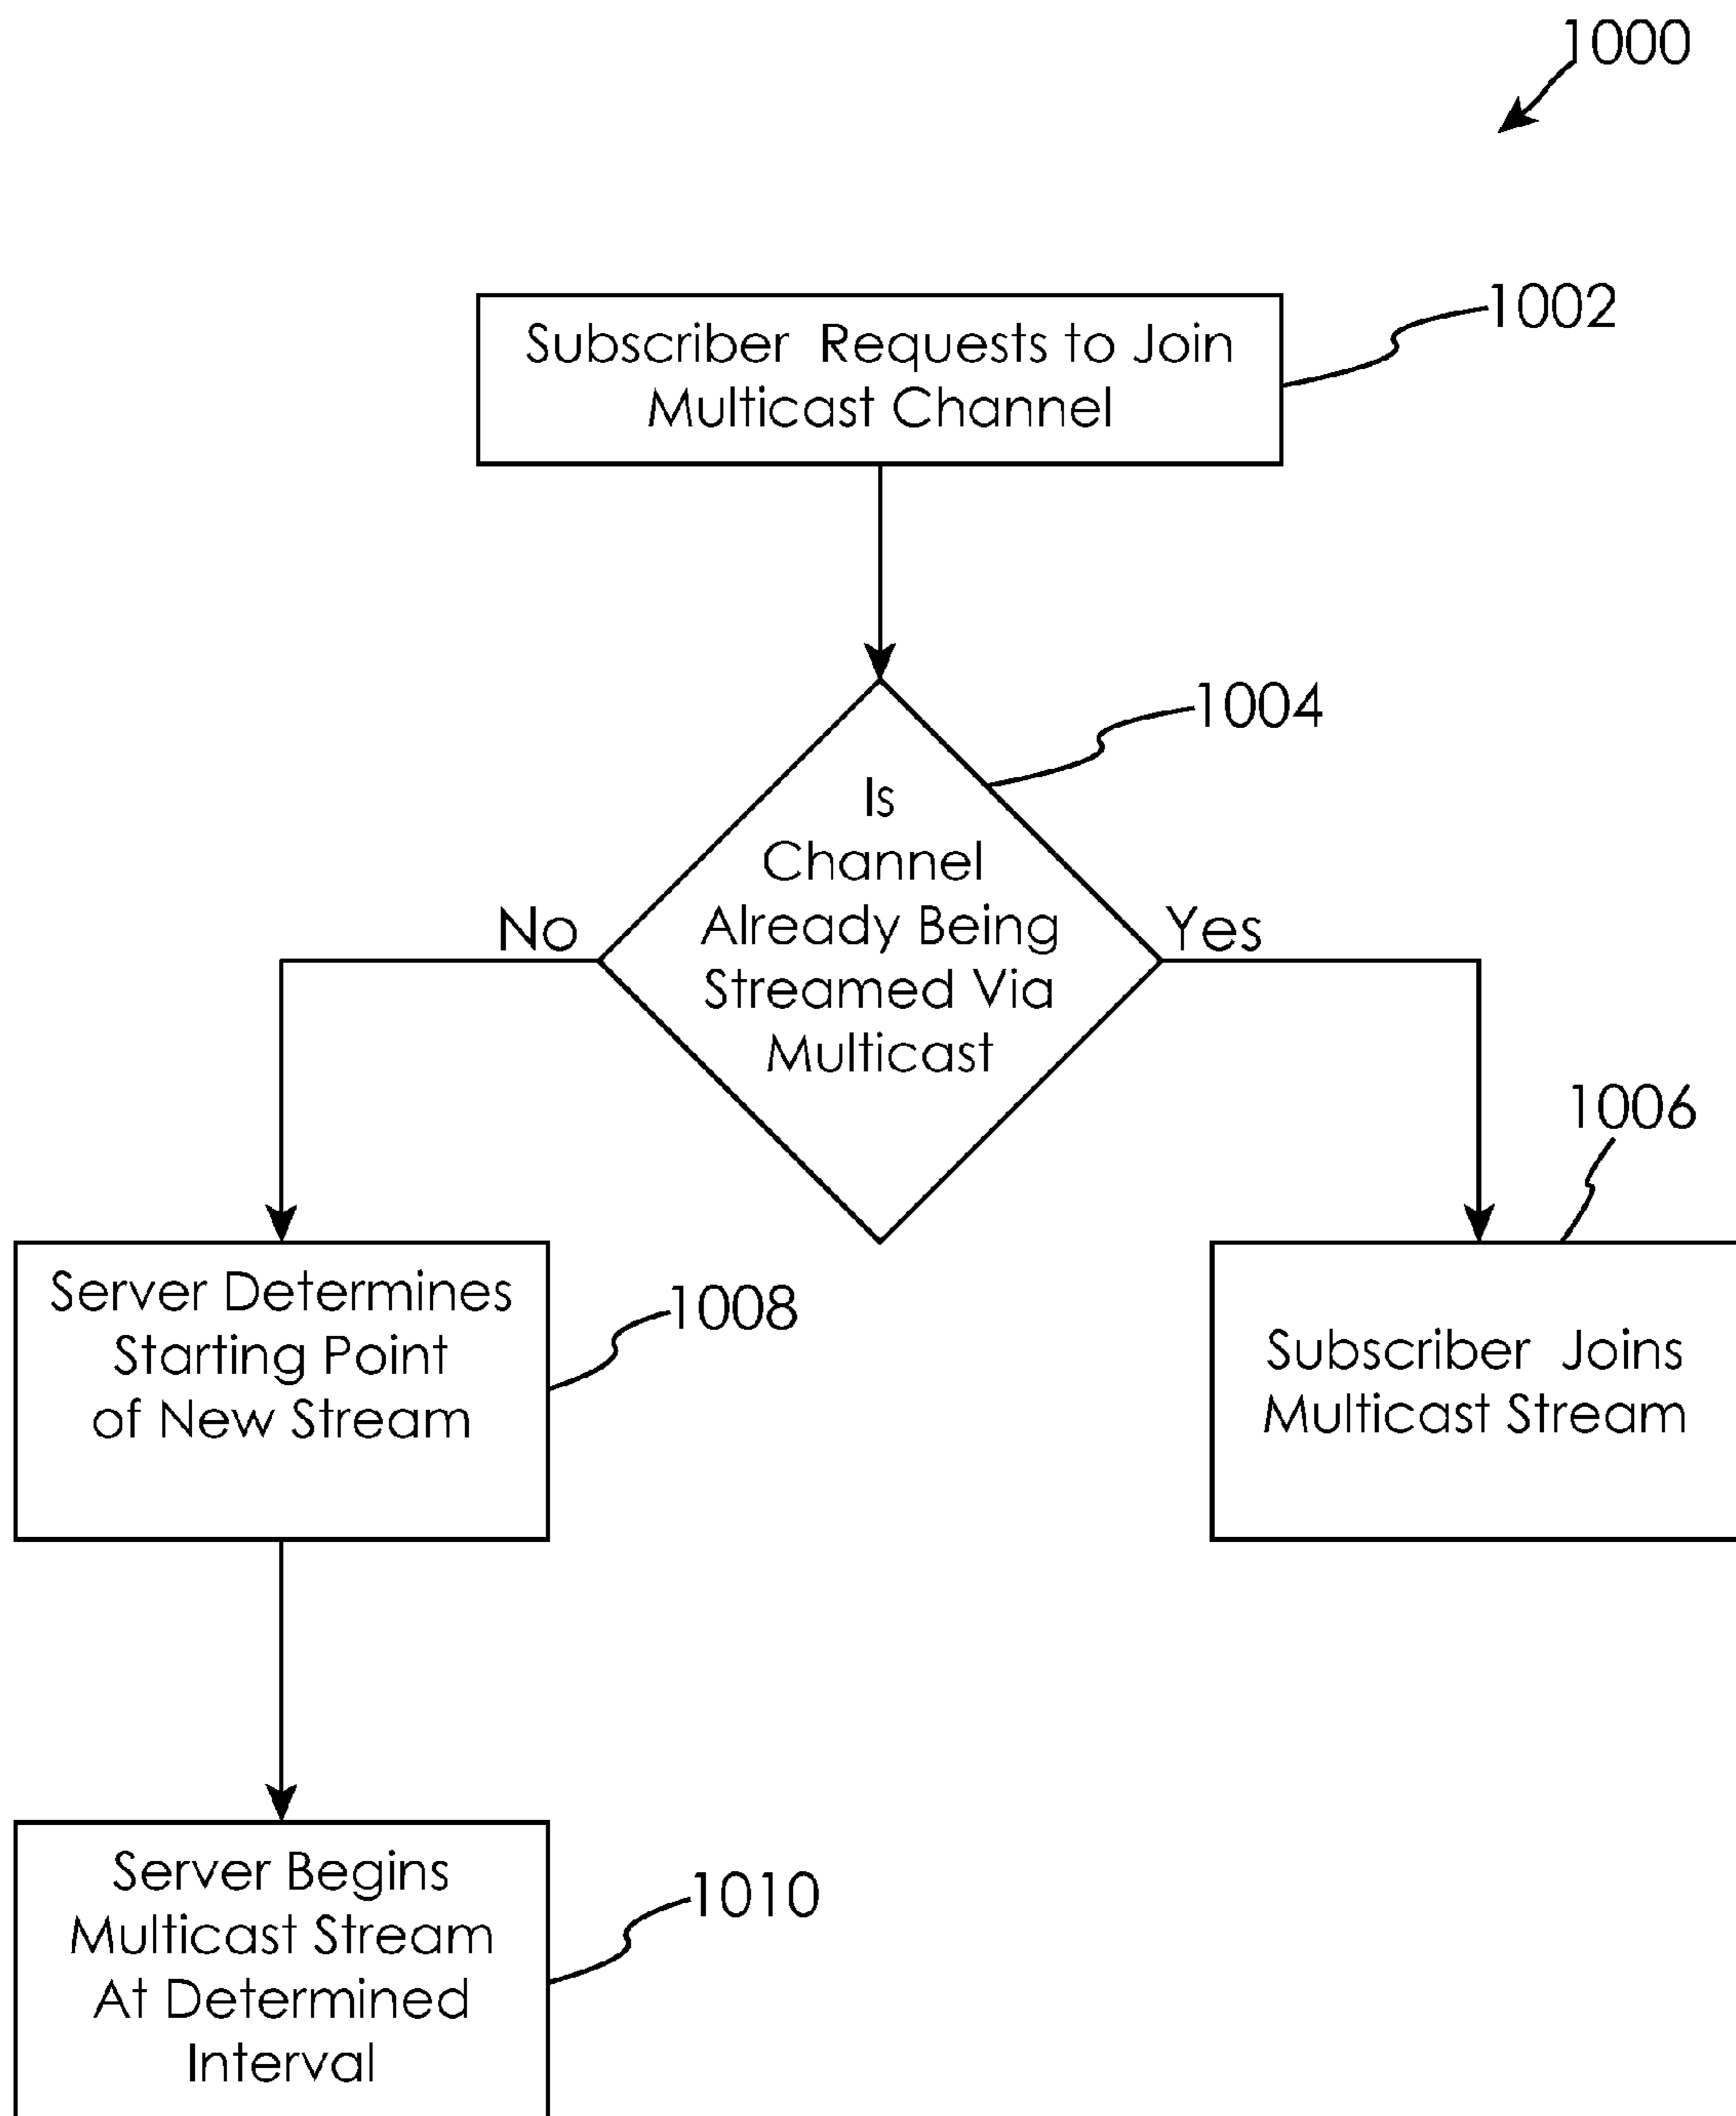 1000
Subscriber Requests to Join
Multicast Channel
1002
1004
Is
Channel
Already Being
Streamed Via
Multicast
No
Yes
1006
Server Determines
Starting Point
of New Stream
1008
Subscriber Joins
Multicast Stream
Server Begins
Multicast Stream
At Determined
Interval
1010